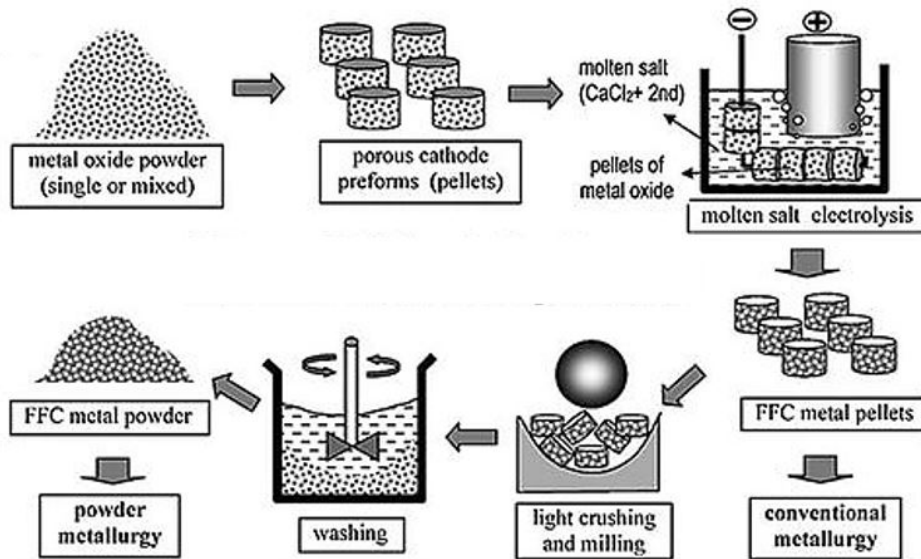 metal oxide powder
(single or mixed)
porous cathode
preforms (pellets)
molten salt
(CaCl₂+ 2nd)
pellets of
metal oxide
−
+
molten salt electrolysis
FFC metal pellets
conventional
metallurgy
light crushing
and milling
washing
FFC metal powder
powder
metallurgy